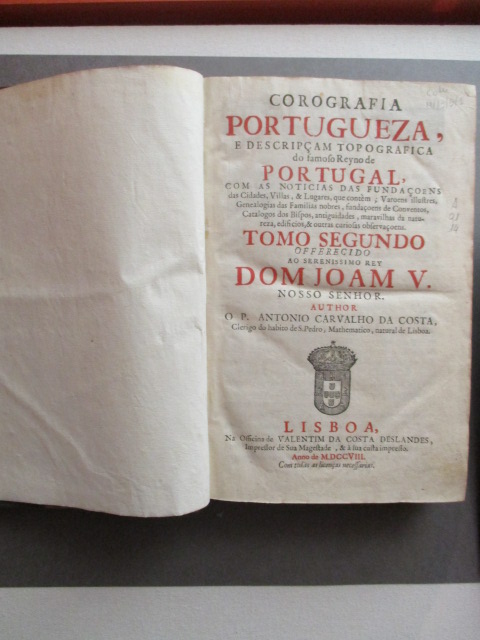 COROGRAFIA
PORTUGUEZA,
E DESCRIPÇAM TOPOGRAFICA
do famoso Reyno de
PORTUGAL,
COM AS NOTICIAS DAS FUNDAÇOENS
das Cidades, Villas, & Lugares, que contèm; Varoens illustres,
Genealogias das Familias nobres, fundaçoens de Conventos,
Catalogos dos Bispos, antiguidades, maravilhas da natu-
reza, edificios, & outras curiosas observaçoens.
TOMO SEGUNDO
OFFERECIDO
AO SERENISSIMO REY
DOM JOAM V.
NOSSO SENHOR.
AUTHOR
O P. ANTONIO CARVALHO DA COSTA,
Clerigo do habito de S. Pedro, Mathematico, natural de Lisboa.
LISBOA,
Na Officina de VALENTIM DA COSTA DESLANDES,
Impressor de Sua Magestade, & à sua custa impresso.
Anno de M.DCCVIII.
Com todas as licenças necessarias.